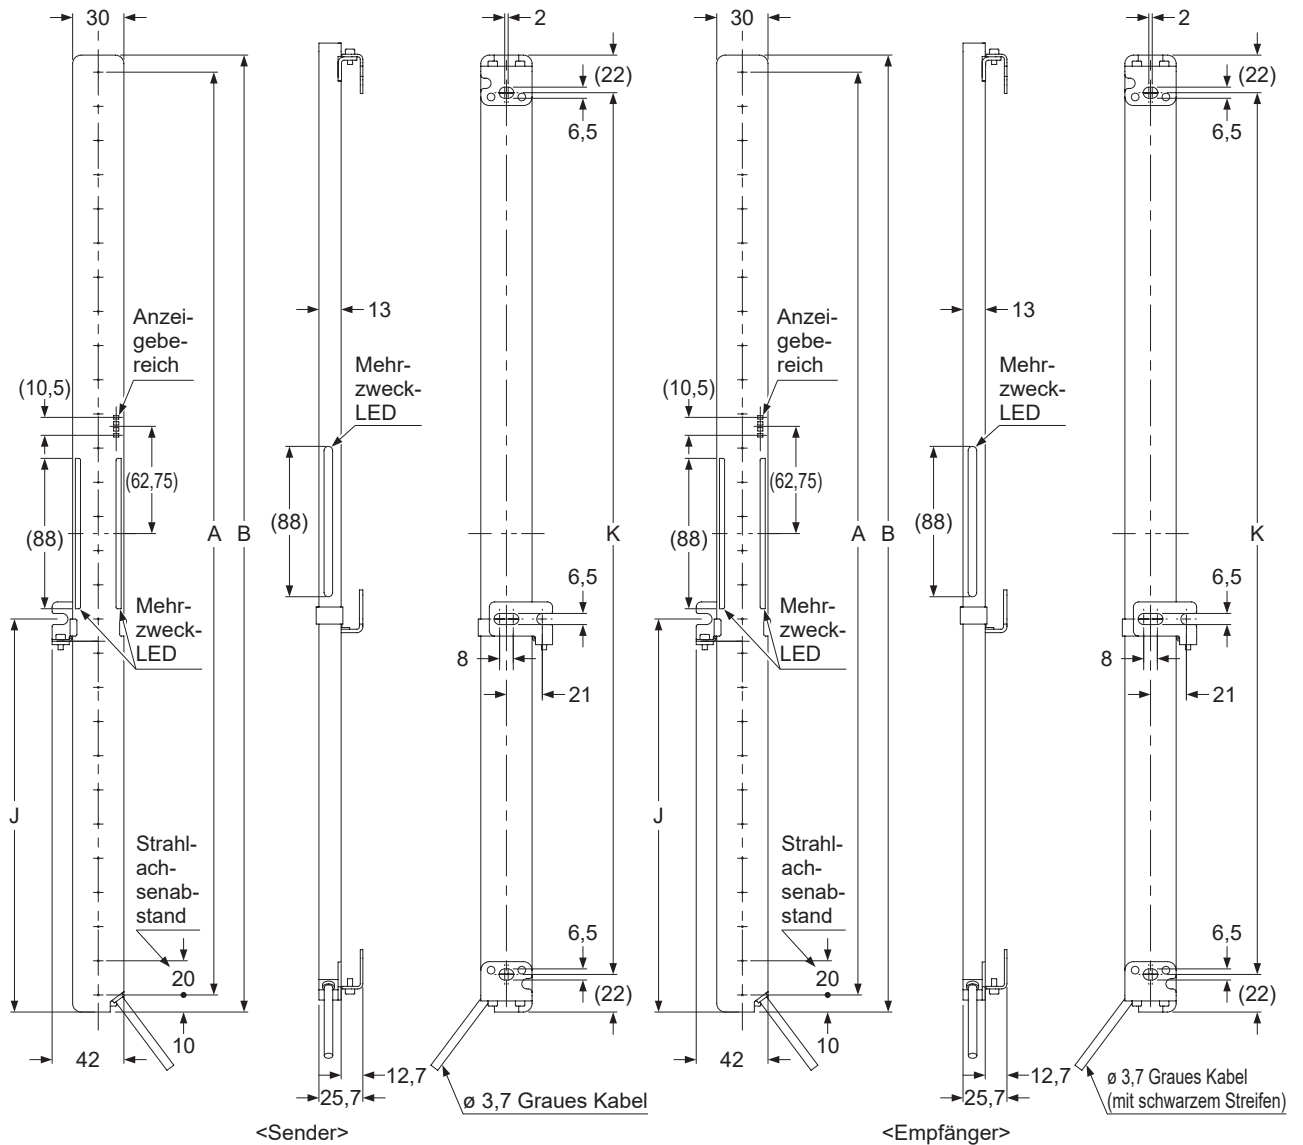 30
2
30
2
(22)
(22)
6,5
6,5
13
13
Anzei-
gebe-
reich
Anzei-
gebe-
reich
Mehr-
zweck-
LED
Mehr-
zweck-
LED
(10,5)
(10,5)
(62,75)
(62,75)
(88)
(88)
(88)
(88)
A
B
K
A
B
K
6,5
6,5
Mehr-
zweck-
LED
Mehr-
zweck-
LED
8
8
21
21
J
J
Strahl-
ach-
senab-
stand
Strahl-
ach-
senab-
stand
6,5
6,5
20
20
(22)
(22)
10
10
42
42
12,7
12,7
25,7
25,7
ø 3,7 Graues Kabel
ø 3,7 Graues Kabel
(mit schwarzem Streifen)
<Sender>
<Empfänger>